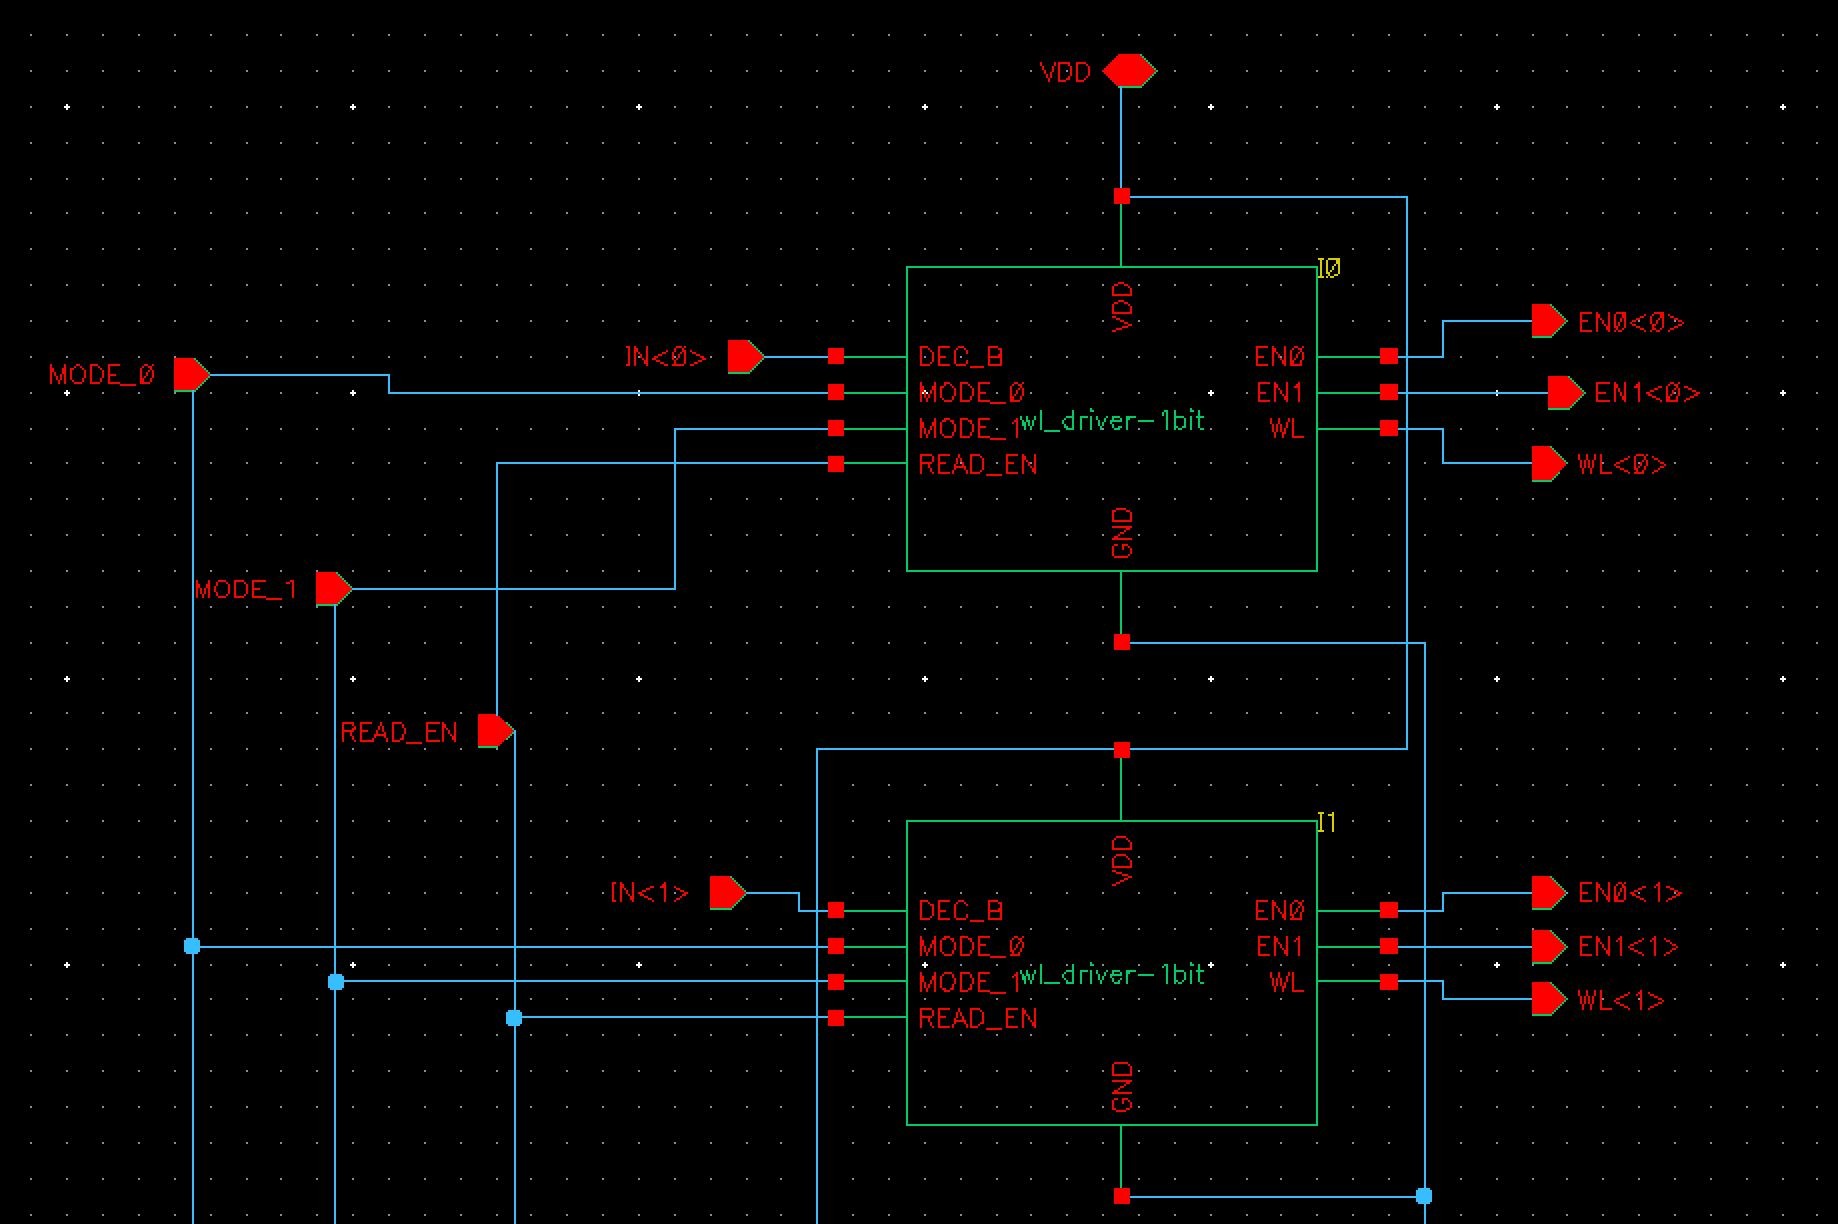 VDD
I0
VDD
EN0<0>
MODE_0
IN<0>
DEC_B
EN0
MODE_0
EN1
EN1<0>
MODE_1
wl_driver-1bit
WL
READ_EN
WL<0>
GND
MODE_1
READ_EN
I1
VDD
IN<1>
DEC_B
EN0
EN0<1>
MODE_0
EN1
EN1<1>
MODE_1
wl_driver-1bit
WL
WL<1>
READ_EN
GND